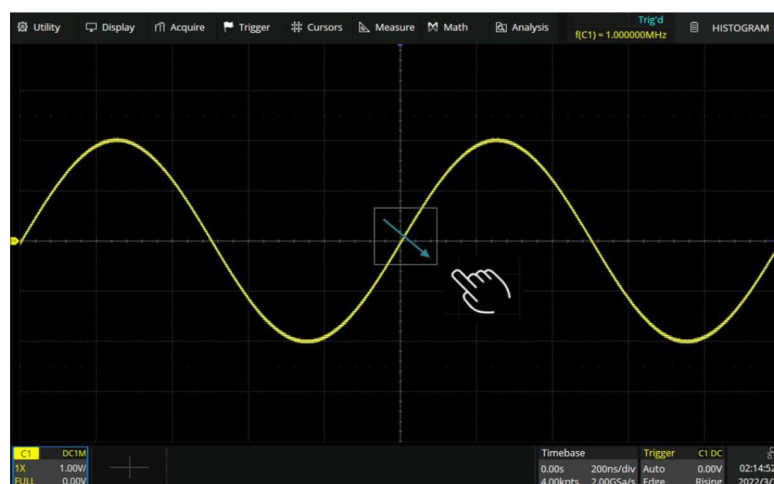 Utility Display Acquire Trigger Cursors Measure Math Analysis
Trig'd
f(C1) = 1.000000MHz
HISTOGRAM
C1 DC1M
1X 1.00V/
FULL 0.00V
Timebase
0.00s 200ns/div
4.00kpts 2.00GSa/s
Trigger C1 DC
Auto 0.00V
Edge Rising
02:14:52